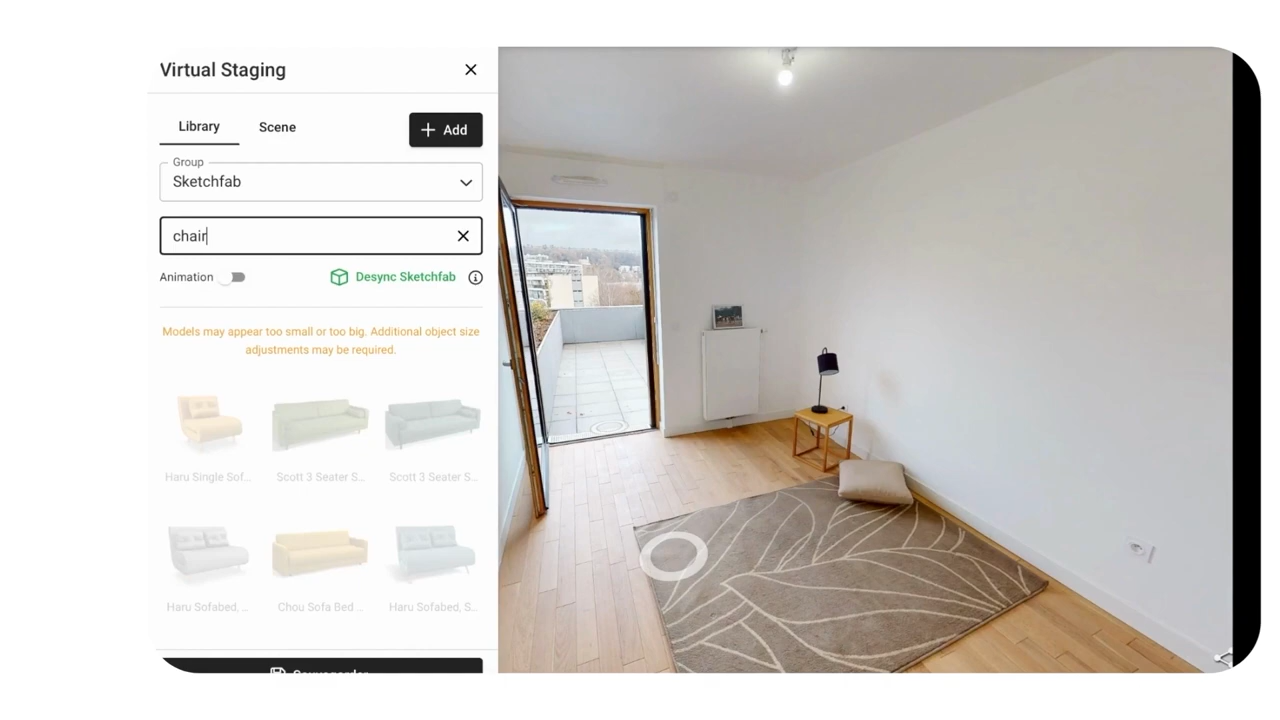 Virtual Staging
Library
Scene
Add
Group
Sketchfab
chair
Animation
Desync Sketchfab
Models may appear too small or too big. Additional object size
adjustments may be required.
Haru Single Sof...
Scott 3 Seater S...
Scott 3 Seater S...
Haru Sofabed, ...
Chou Sofa Bed ...
Haru Sofabed, S...